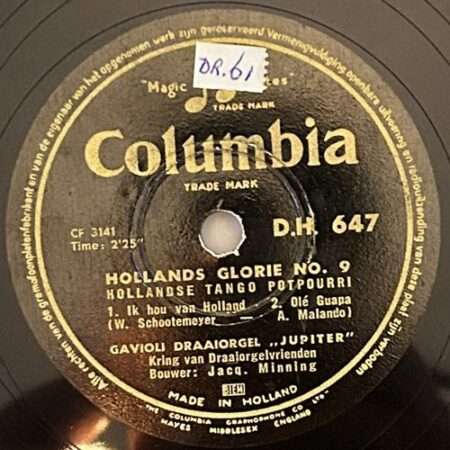 Alle rechten van de gramofoonplatenfabrikant en van de eigenaar van het opgenomen werk zijn gereserveerd Vermenigvuldiging openbare uitvoering en radiouitzending van deze plaat zijn verboden
DR.61
"Magic Notes"
TRADE MARK
Columbia
TRADE MARK
CF 3141
Time: 2'25"
D.H. 647
HOLLANDS GLORIE NO. 9
HOLLANDSE TANGO POTPOURRI
1. Ik hou van Holland 2. Olé Guapa
(W. Schootemeyer — A. Malando)
GAVIOLI DRAAIORGEL „JUPITER"
Kring van Draaiorgelvrienden
Bouwer: Jacq. Minning
BIEM
MADE IN HOLLAND
THE COLUMBIA GRAPHOPHONE CO LTD
HAYES MIDDLESEX ENGLAND